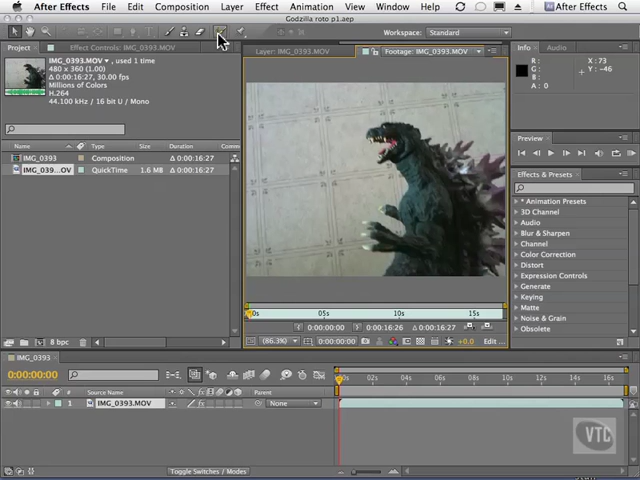 After Effects File Edit Composition Layer Effect Animation View Window Help After Effects
Godzilla roto p1.aep
Workspace: Standard
Project Effect Controls: IMG_0393.MOV Layer: IMG_0393.MOV Footage: IMG_0393.MOV Info Audio
IMG_0393.MOV , used 1 time
480 x 360 (1.00)
Δ 0:00:16:27, 30.00 fps
Millions of Colors
H.264
44.100 kHz / 16 bit U / Mono
R : X : 73
G : Y : -46
B :
A :
Preview
Name Type Size Duration
IMG_0393 Composition Δ 0:00:16:27
IMG_039...OV QuickTime 1.6 MB Δ 0:00:16:27
Effects & Presets
* Animation Presets
3D Channel
Audio
Blur & Sharpen
Channel
Color Correction
Distort
Expression Controls
Generate
Keying
Matte
Noise & Grain
Obsolete
00s 05s 10s 15s
0:00:00:00 0:00:16:26 Δ 0:00:16:27
(86.3%) 0:00:00:00 +0.0 Edit ...
8 bpc
IMG_0393
0:00:00:00
00s 02s 04s 06s 08s 10s 12s 14s 16s
# Source Name Parent
1 IMG_0393.MOV None
VTC
Toggle Switches / Modes